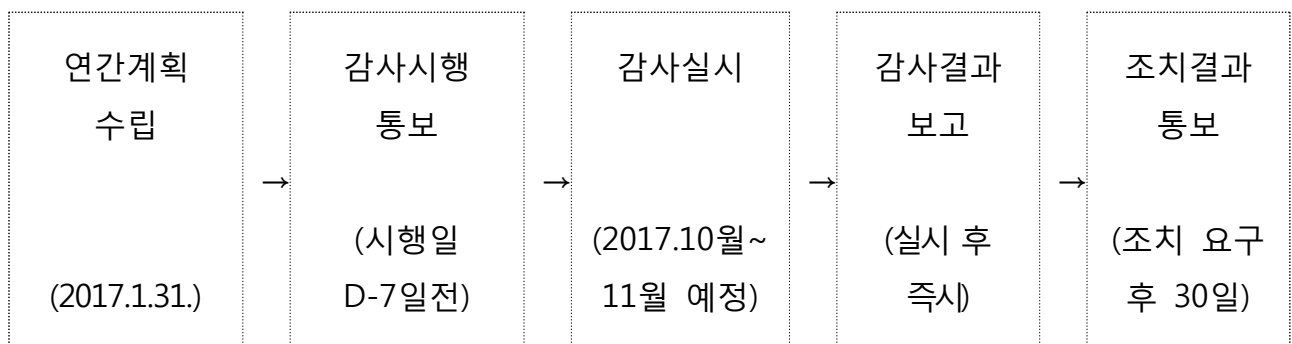 연간계획
수립
(2017.1.31.)
→
감사시행
통보
(시행일
D-7일전)
→
감사실시
(2017.10월~
11월 예정)
→
감사결과
보고
(실시 후
즉시)
→
조치결과
통보
(조치 요구
후 30일)